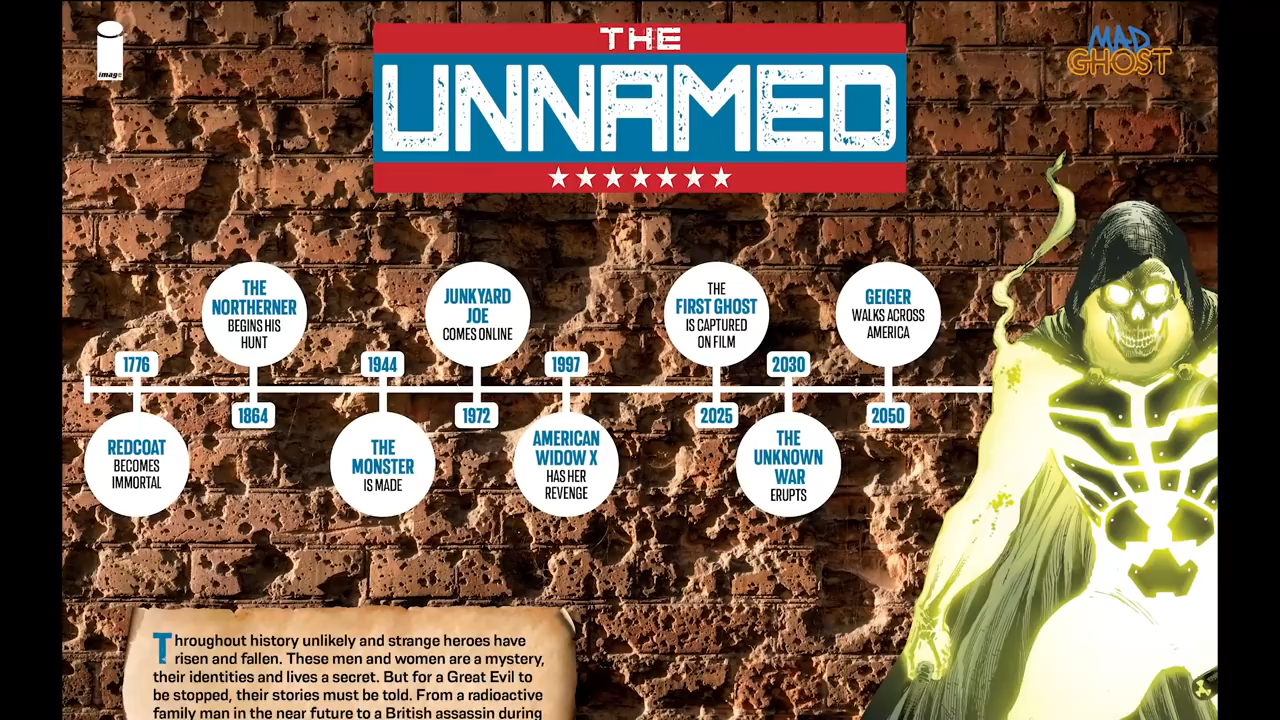 image
THE
UNNAMED
MAD
GHOST
1776
REDCOAT
BECOMES
IMMORTAL
THE
NORTHERNER
BEGINS HIS
HUNT
1864
1944
THE
MONSTER
IS MADE
JUNKYARD
JOE
COMES ONLINE
1972
1997
AMERICAN
WIDOW X
HAS HER
REVENGE
THE
FIRST GHOST
IS CAPTURED
ON FILM
2025
2030
THE
UNKNOWN
WAR
ERUPTS
GEIGER
WALKS ACROSS
AMERICA
2050
Throughout history unlikely and strange heroes have
risen and fallen. These men and women are a mystery,
their identities and lives a secret. But for a Great Evil to
be stopped, their stories must be told. From a radioactive
family man in the near future to a British assassin during